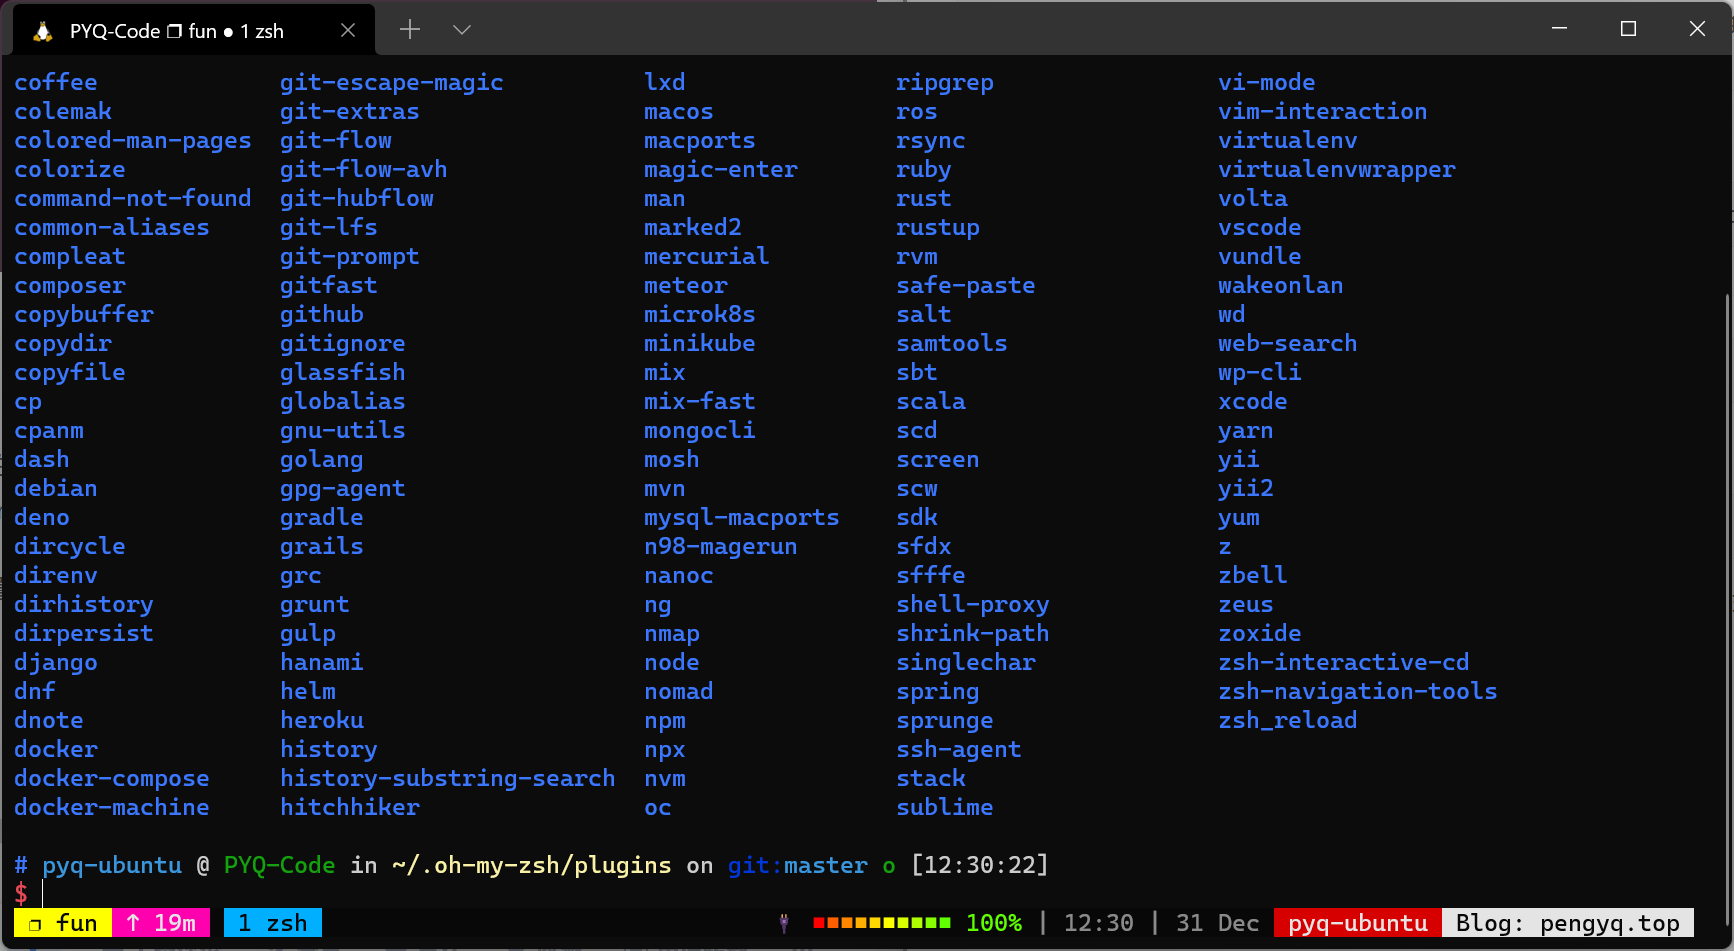 PYQ-Code ❐ fun ● 1 zsh
coffee git-escape-magic lxd ripgrep vi-mode
colemak git-extras macos ros vim-interaction
colored-man-pages git-flow macports rsync virtualenv
colorize git-flow-avh magic-enter ruby virtualenvwrapper
command-not-found git-hubflow man rust volta
common-aliases git-lfs marked2 rustup vscode
compleat git-prompt mercurial rvm vundle
composer gitfast meteor safe-paste wakeonlan
copybuffer github microk8s salt wd
copydir gitignore minikube samtools web-search
copyfile glassfish mix sbt wp-cli
cp globalias mix-fast scala xcode
cpanm gnu-utils mongocli scd yarn
dash golang mosh screen yii
debian gpg-agent mvn scw yii2
deno gradle mysql-macports sdk yum
dircycle grails n98-magerun sfdx z
direnv grc nanoc sfffe zbell
dirhistory grunt ng shell-proxy zeus
dirpersist gulp nmap shrink-path zoxide
django hanami node singlechar zsh-interactive-cd
dnf helm nomad spring zsh-navigation-tools
dnote heroku npm sprunge zsh_reload
docker history npx ssh-agent
docker-compose history-substring-search nvm stack
docker-machine hitchhiker oc sublime
# pyq-ubuntu @ PYQ-Code in ~/.oh-my-zsh/plugins on git:master o [12:30:22]
$
❐ fun ↑ 19m 1 zsh 100% | 12:30 | 31 Dec pyq-ubuntu Blog: pengyq.top